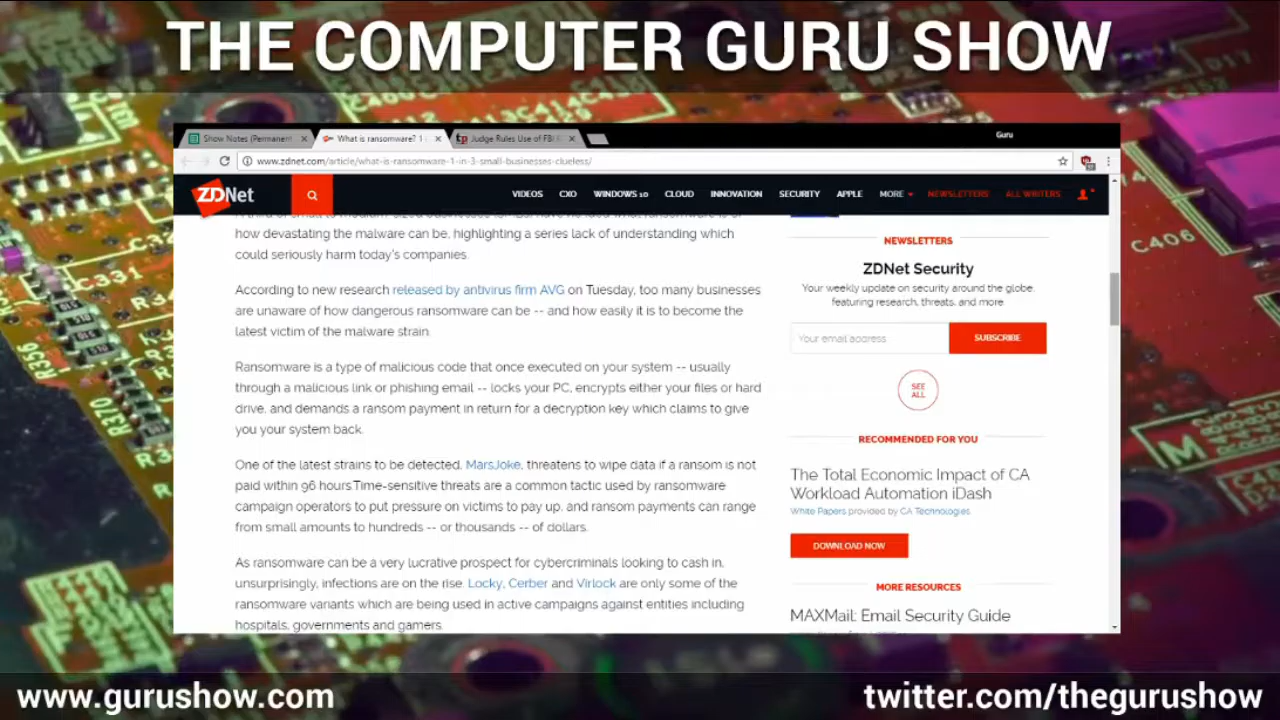 THE COMPUTER GURU SHOW
Show Notes (Permanent
What is ransomware? 1
Judge Rules Use of FBI
Guru
www.zdnet.com/article/what-is-ransomware-1-in-3-small-businesses-clueless/
ZDNet
VIDEOS CXO WINDOWS 10 CLOUD INNOVATION SECURITY APPLE MORE NEWSLETTERS ALL WRITERS
how devastating the malware can be, highlighting a series lack of understanding which
could seriously harm today's companies.
According to new research released by antivirus firm AVG on Tuesday, too many businesses
are unaware of how dangerous ransomware can be -- and how easily it is to become the
latest victim of the malware strain.
Ransomware is a type of malicious code that once executed on your system -- usually
through a malicious link or phishing email -- locks your PC, encrypts either your files or hard
drive, and demands a ransom payment in return for a decryption key which claims to give
you your system back.
One of the latest strains to be detected, MarsJoke, threatens to wipe data if a ransom is not
paid within 96 hours.Time-sensitive threats are a common tactic used by ransomware
campaign operators to put pressure on victims to pay up, and ransom payments can range
from small amounts to hundreds -- or thousands -- of dollars.
As ransomware can be a very lucrative prospect for cybercriminals looking to cash in,
unsurprisingly, infections are on the rise. Locky, Cerber and Virlock are only some of the
ransomware variants which are being used in active campaigns against entities including
hospitals, governments and gamers.
NEWSLETTERS
ZDNet Security
Your weekly update on security around the globe,
featuring research, threats, and more
Your email address
SUBSCRIBE
SEE
ALL
RECOMMENDED FOR YOU
The Total Economic Impact of CA
Workload Automation iDash
White Papers provided by CA Technologies
DOWNLOAD NOW
MORE RESOURCES
MAXMail: Email Security Guide
C331
R356
R370
C406
M
www.gurushow.com
twitter.com/thegurushow